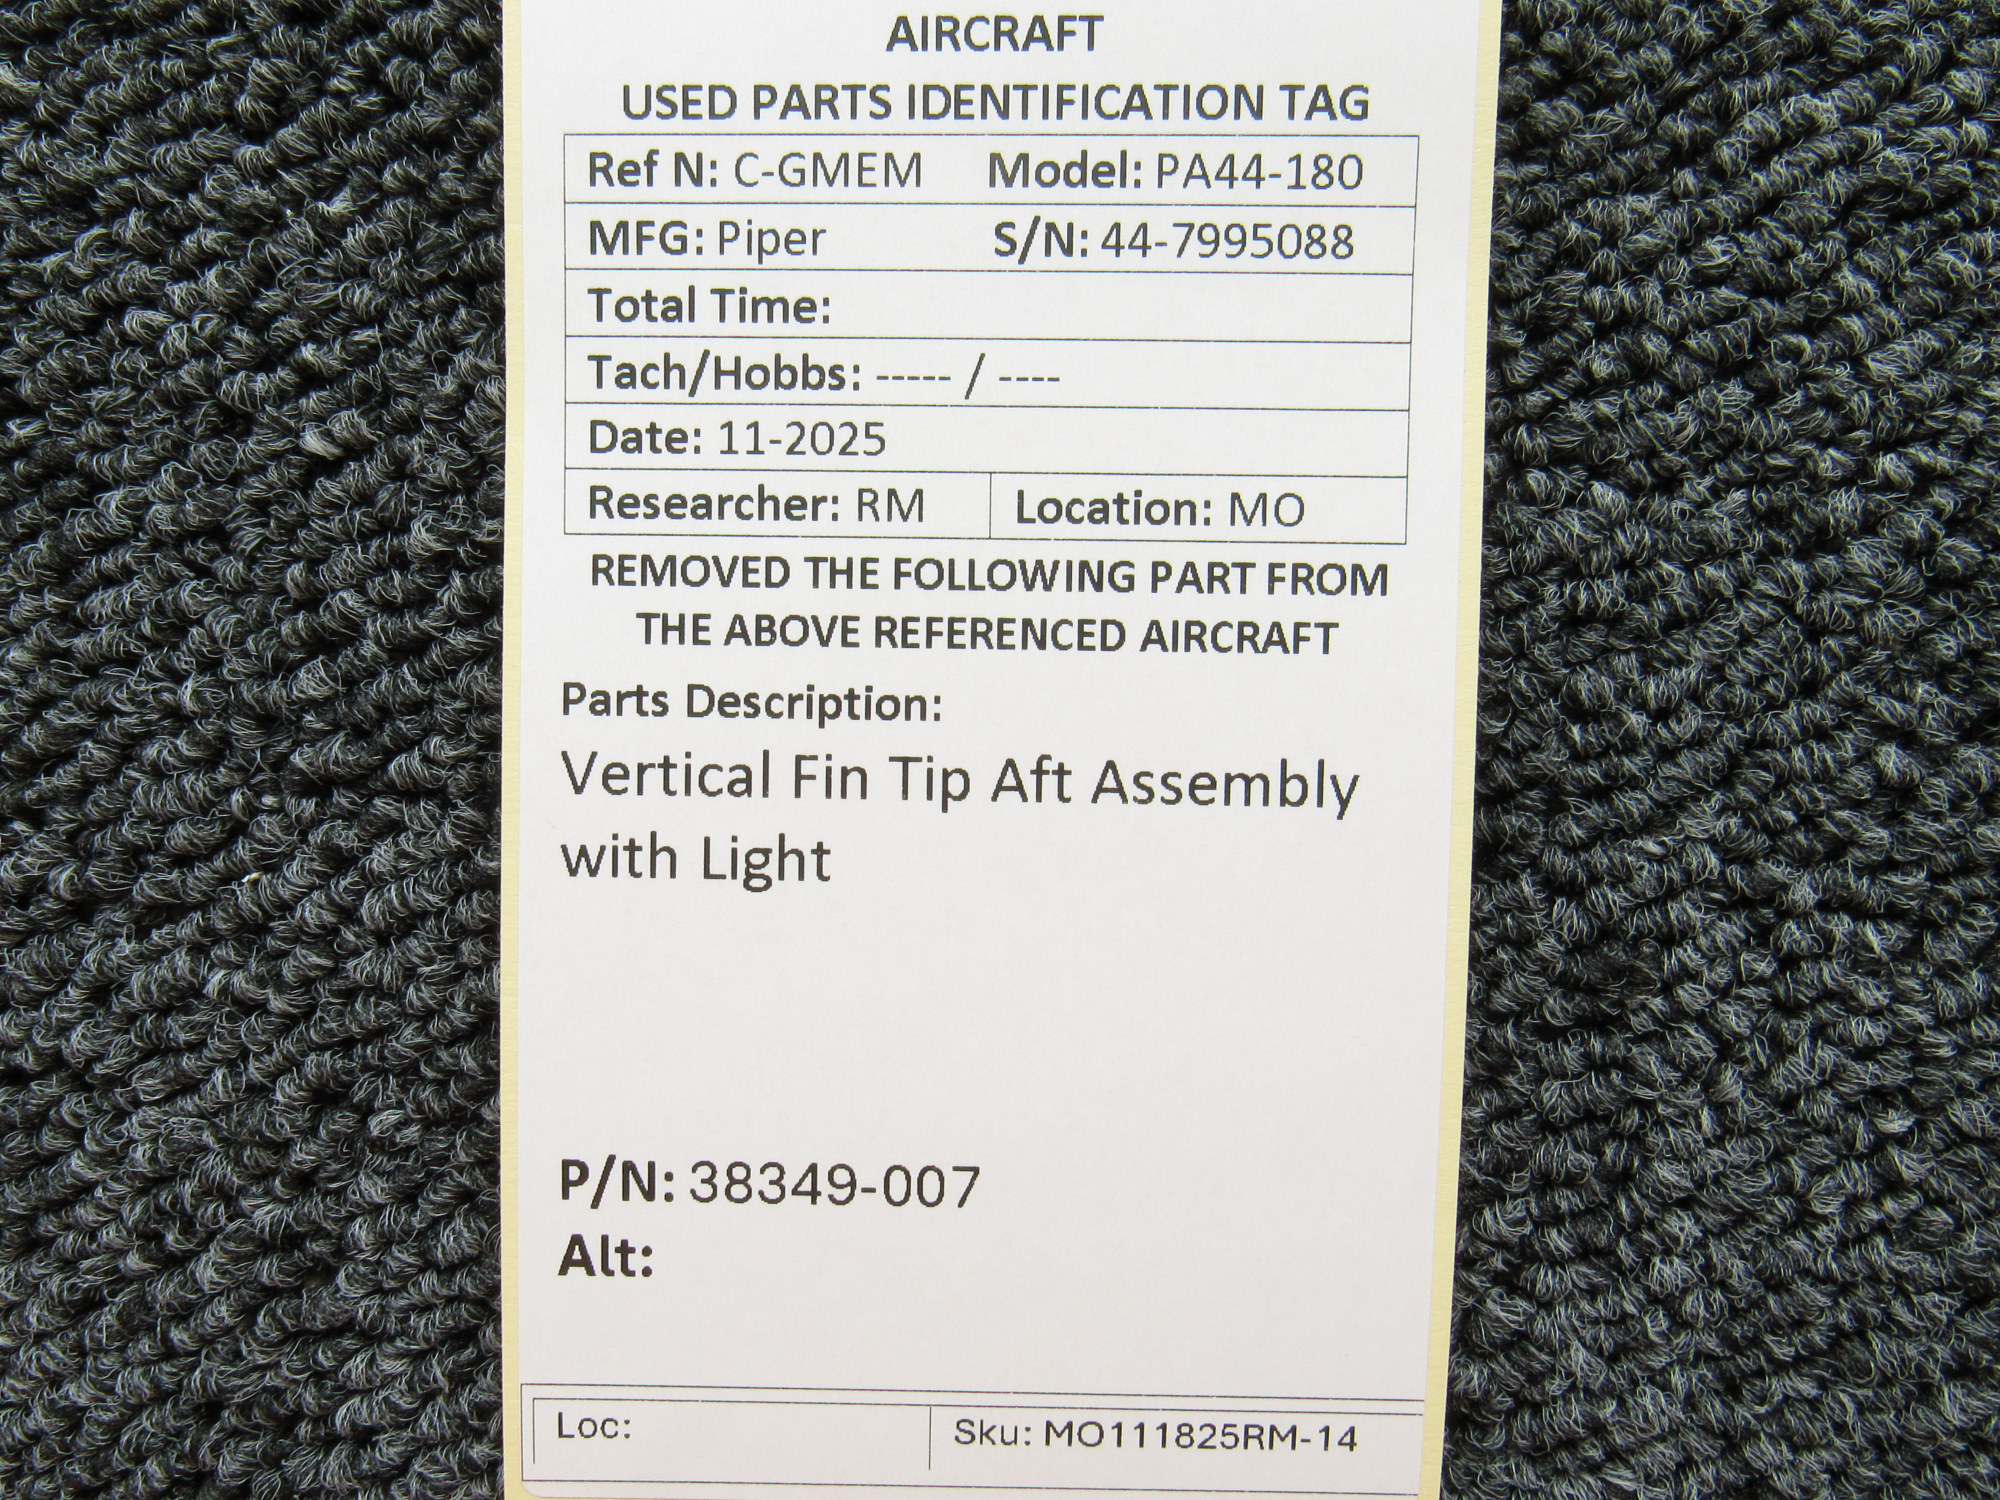 AIRCRAFT
USED PARTS IDENTIFICATION TAG
Ref N: C-GMEM Model: PA44-180
MFG: Piper S/N: 44-7995088
Total Time:
Tach/Hobbs: ----- / ----
Date: 11-2025
Researcher: RM Location: MO
REMOVED THE FOLLOWING PART FROM
THE ABOVE REFERENCED AIRCRAFT
Parts Description:
Vertical Fin Tip Aft Assembly
with Light
P/N: 38349-007
Alt:
Loc: Sku: MO111825RM-14